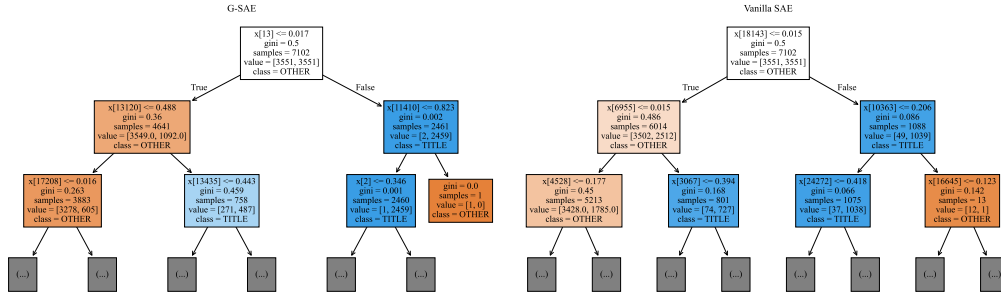 G-SAE
x[13] <= 0.017
gini = 0.5
samples = 7102
value = [3551, 3551]
class = OTHER
True
False
x[13120] <= 0.488
gini = 0.36
samples = 4641
value = [3549.0, 1092.0]
class = OTHER
x[11410] <= 0.823
gini = 0.002
samples = 2461
value = [2, 2459]
class = TITLE
x[17208] <= 0.016
gini = 0.263
samples = 3883
value = [3278, 605]
class = OTHER
x[13435] <= 0.443
gini = 0.459
samples = 758
value = [271, 487]
class = TITLE
x[2] <= 0.346
gini = 0.001
samples = 2460
value = [1, 2459]
class = TITLE
gini = 0.0
samples = 1
value = [1, 0]
class = OTHER
(...)
(...)
(...)
(...)
(...)
(...)
Vanilla SAE
x[18143] <= 0.015
gini = 0.5
samples = 7102
value = [3551, 3551]
class = OTHER
True
False
x[6955] <= 0.015
gini = 0.486
samples = 6014
value = [3502, 2512]
class = OTHER
x[10363] <= 0.206
gini = 0.086
samples = 1088
value = [49, 1039]
class = TITLE
x[4528] <= 0.177
gini = 0.45
samples = 5213
value = [3428.0, 1785.0]
class = OTHER
x[3067] <= 0.394
gini = 0.168
samples = 801
value = [74, 727]
class = TITLE
x[24272] <= 0.418
gini = 0.066
samples = 1075
value = [37, 1038]
class = TITLE
x[16645] <= 0.123
gini = 0.142
samples = 13
value = [12, 1]
class = OTHER
(...)
(...)
(...)
(...)
(...)
(...)
(...)
(...)